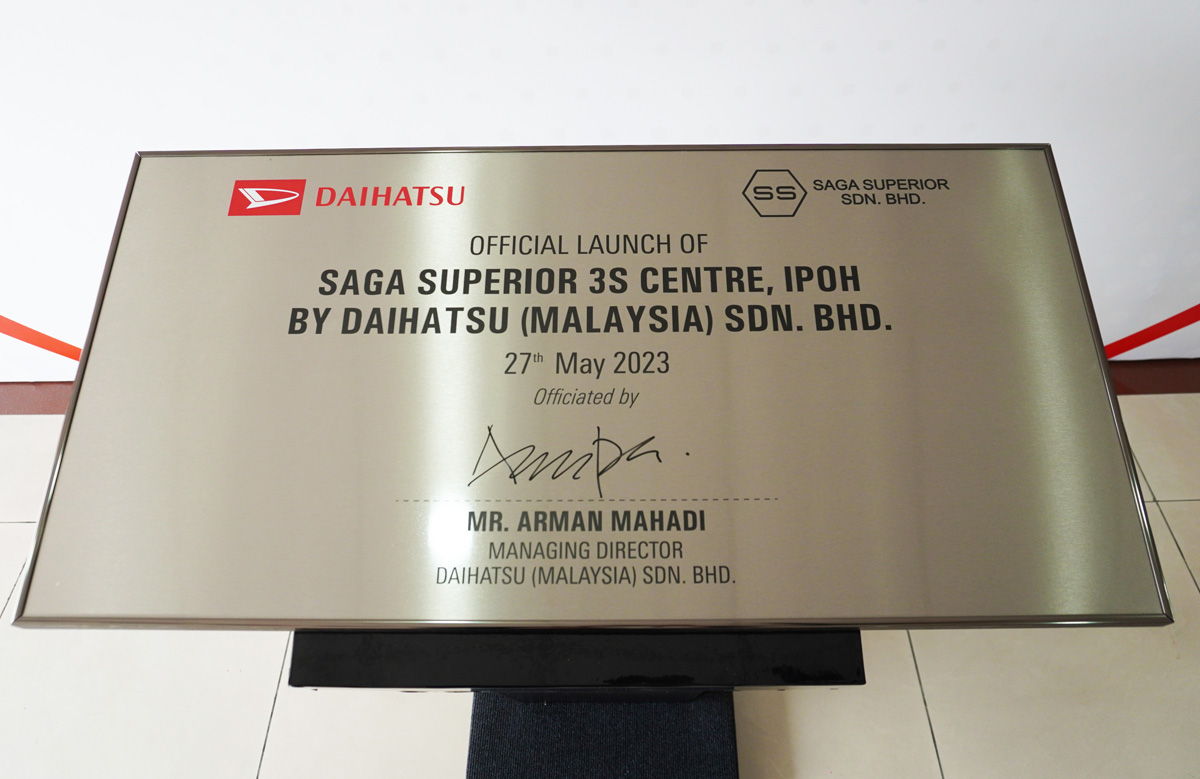 DAIHATSU
SS SAGA SUPERIOR
SDN. BHD.
OFFICIAL LAUNCH OF
SAGA SUPERIOR 3S CENTRE, IPOH
BY DAIHATSU (MALAYSIA) SDN. BHD.
27th May 2023
Officiated by
MR. ARMAN MAHADI
MANAGING DIRECTOR
DAIHATSU (MALAYSIA) SDN. BHD.